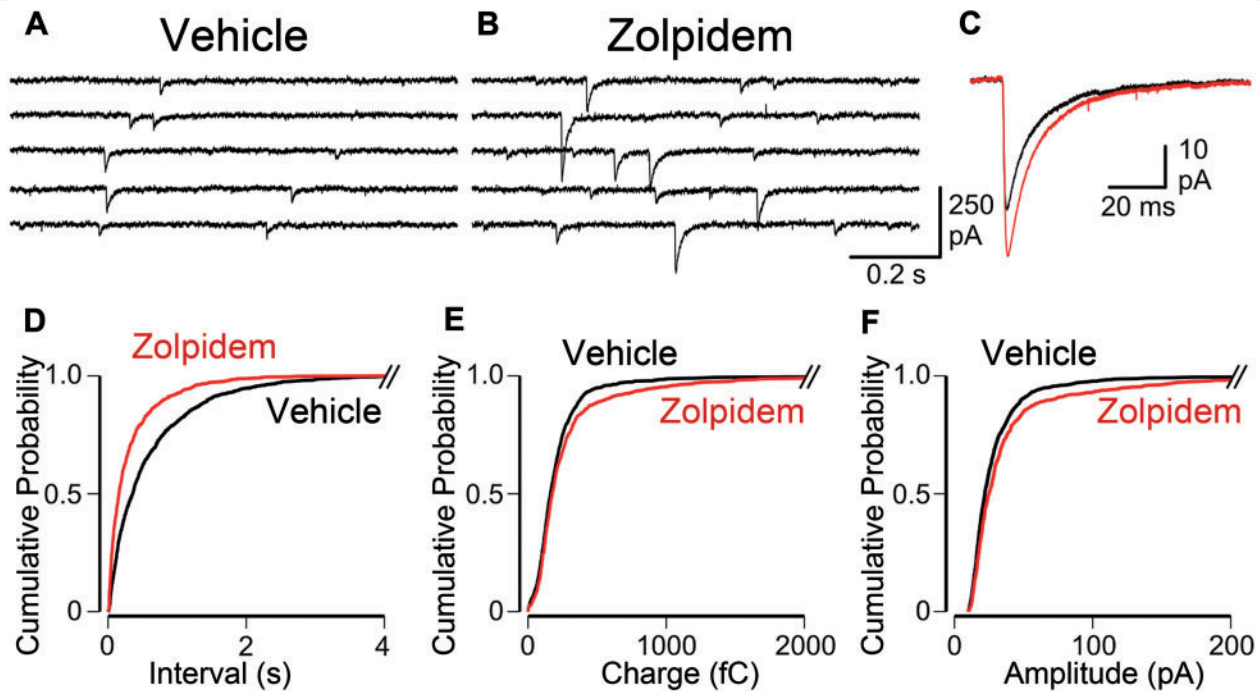 A
Vehicle
B
Zolpidem
C
250
pA
0.2 s
10
pA
20 ms
D
Zolpidem
Vehicle
Cumulative Probability
1.0
0.5
0
0
2
4
Interval (s)
E
Vehicle
Zolpidem
Cumulative Probability
1.0
0.5
0
0
1000
2000
Charge (fC)
F
Vehicle
Zolpidem
Cumulative Probability
1.0
0.5
0
0
100
200
Amplitude (pA)